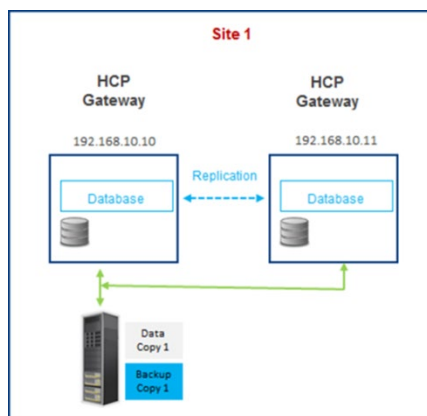 Site 1
HCP
Gateway
192.168.10.10
Database
HCP
Gateway
192.168.10.11
Database
Replication
Data
Copy 1
Backup
Copy 1